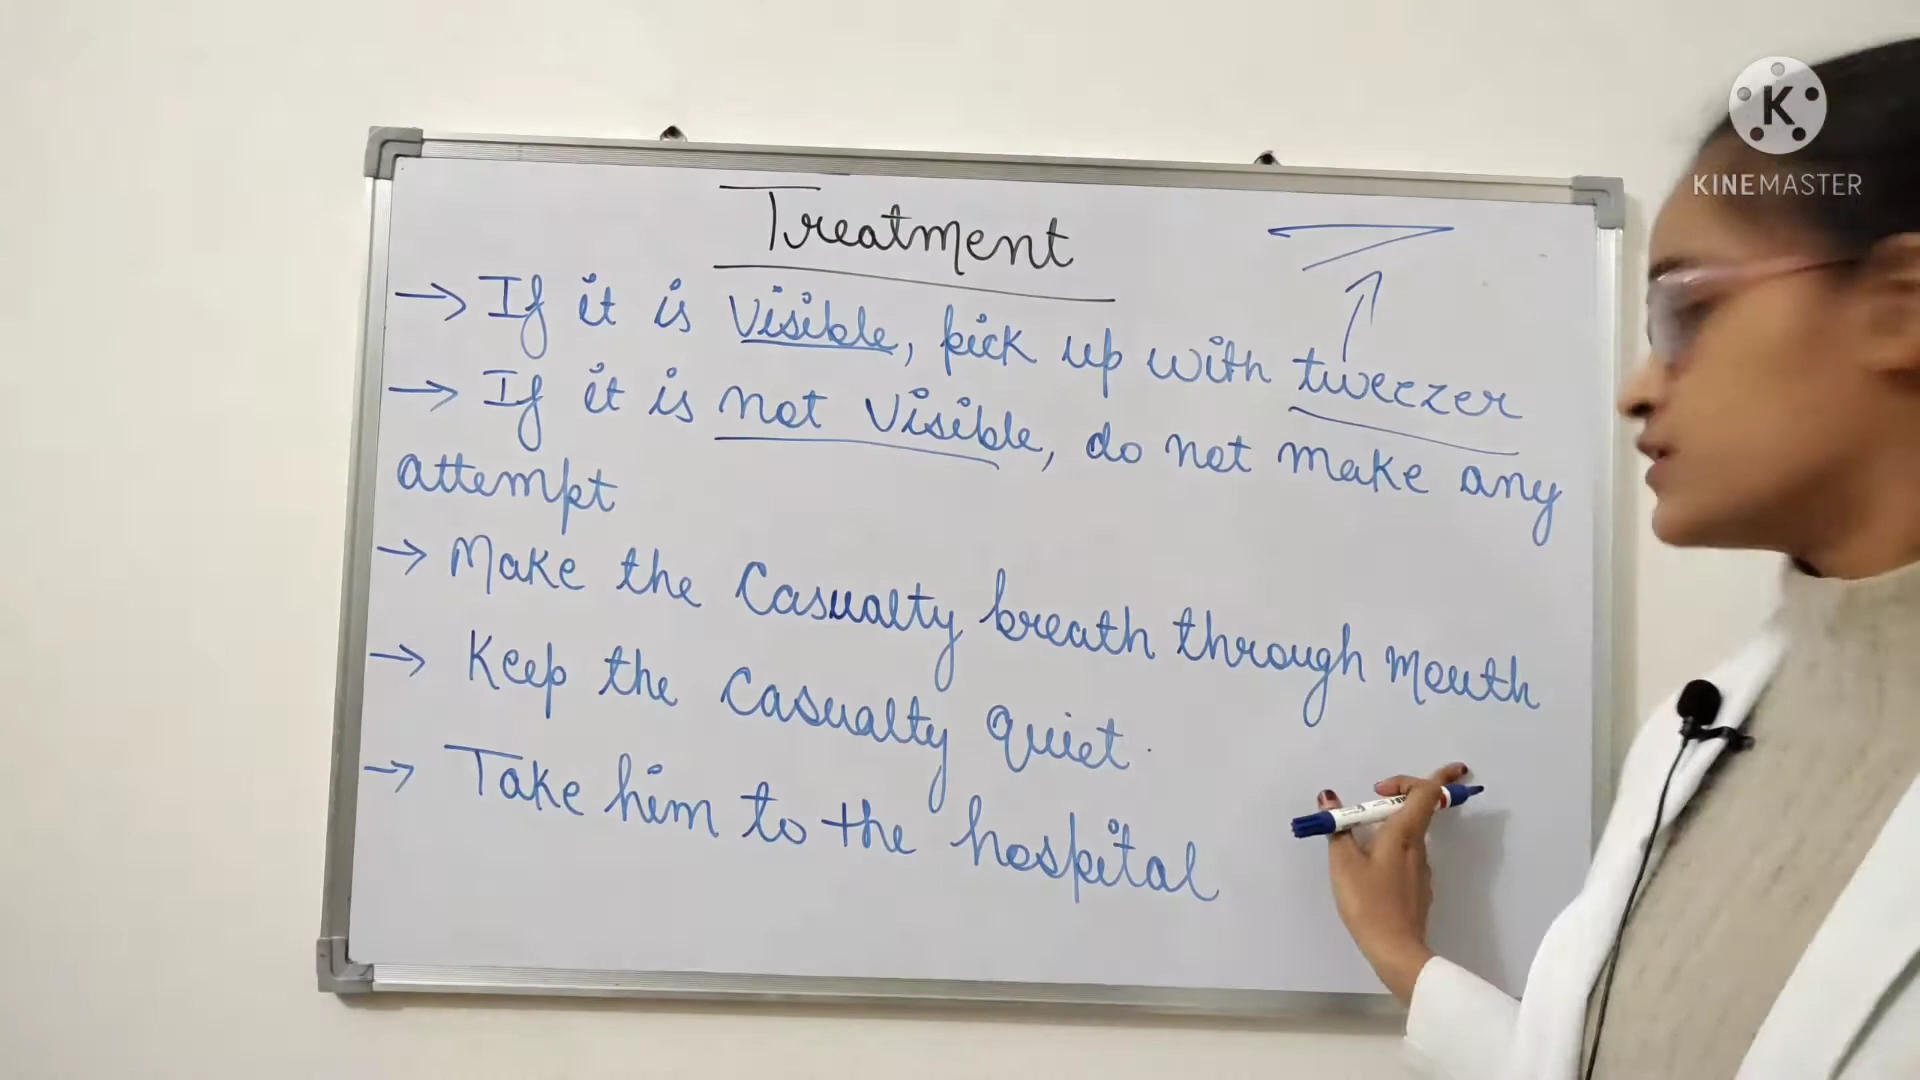 Treatment
→ If it is visible, pick up with tweezer
→ If it is not visible, do not make any
attempt
→ Make the Casualty breath through mouth
→ Keep the Casualty quiet.
→ Take him to the hospital
K
KINEMASTER